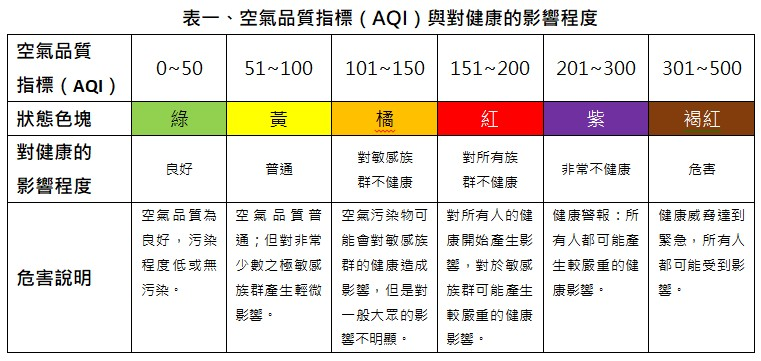 表一、空氣品質指標（AQI）與對健康的影響程度
空氣品質
指標（AQI）
0~50
51~100
101~150
151~200
201~300
301~500
狀態色塊
綠
黃
橘
紅
紫
褐紅
對健康的
影響程度
良好
普通
對敏感族
群不健康
對所有族
群不健康
非常不健康
危害
危害說明
空氣品質為
良好，污染
程度低或無
污染。
空氣品質普
通；但對非常
少數之極敏感
族群產生輕微
影響。
空氣污染物可
能會對敏感族
群的健康造成
影響，但是對
一般大眾的影
響不明顯。
對所有人的健
康開始產生影
響，對於敏感
族群可能產生
較嚴重的健康
影響。
健康警報：所
有人都可能產
生較嚴重的健
康影響。
健康威脅達到
緊急，所有人
都可能受到影
響。